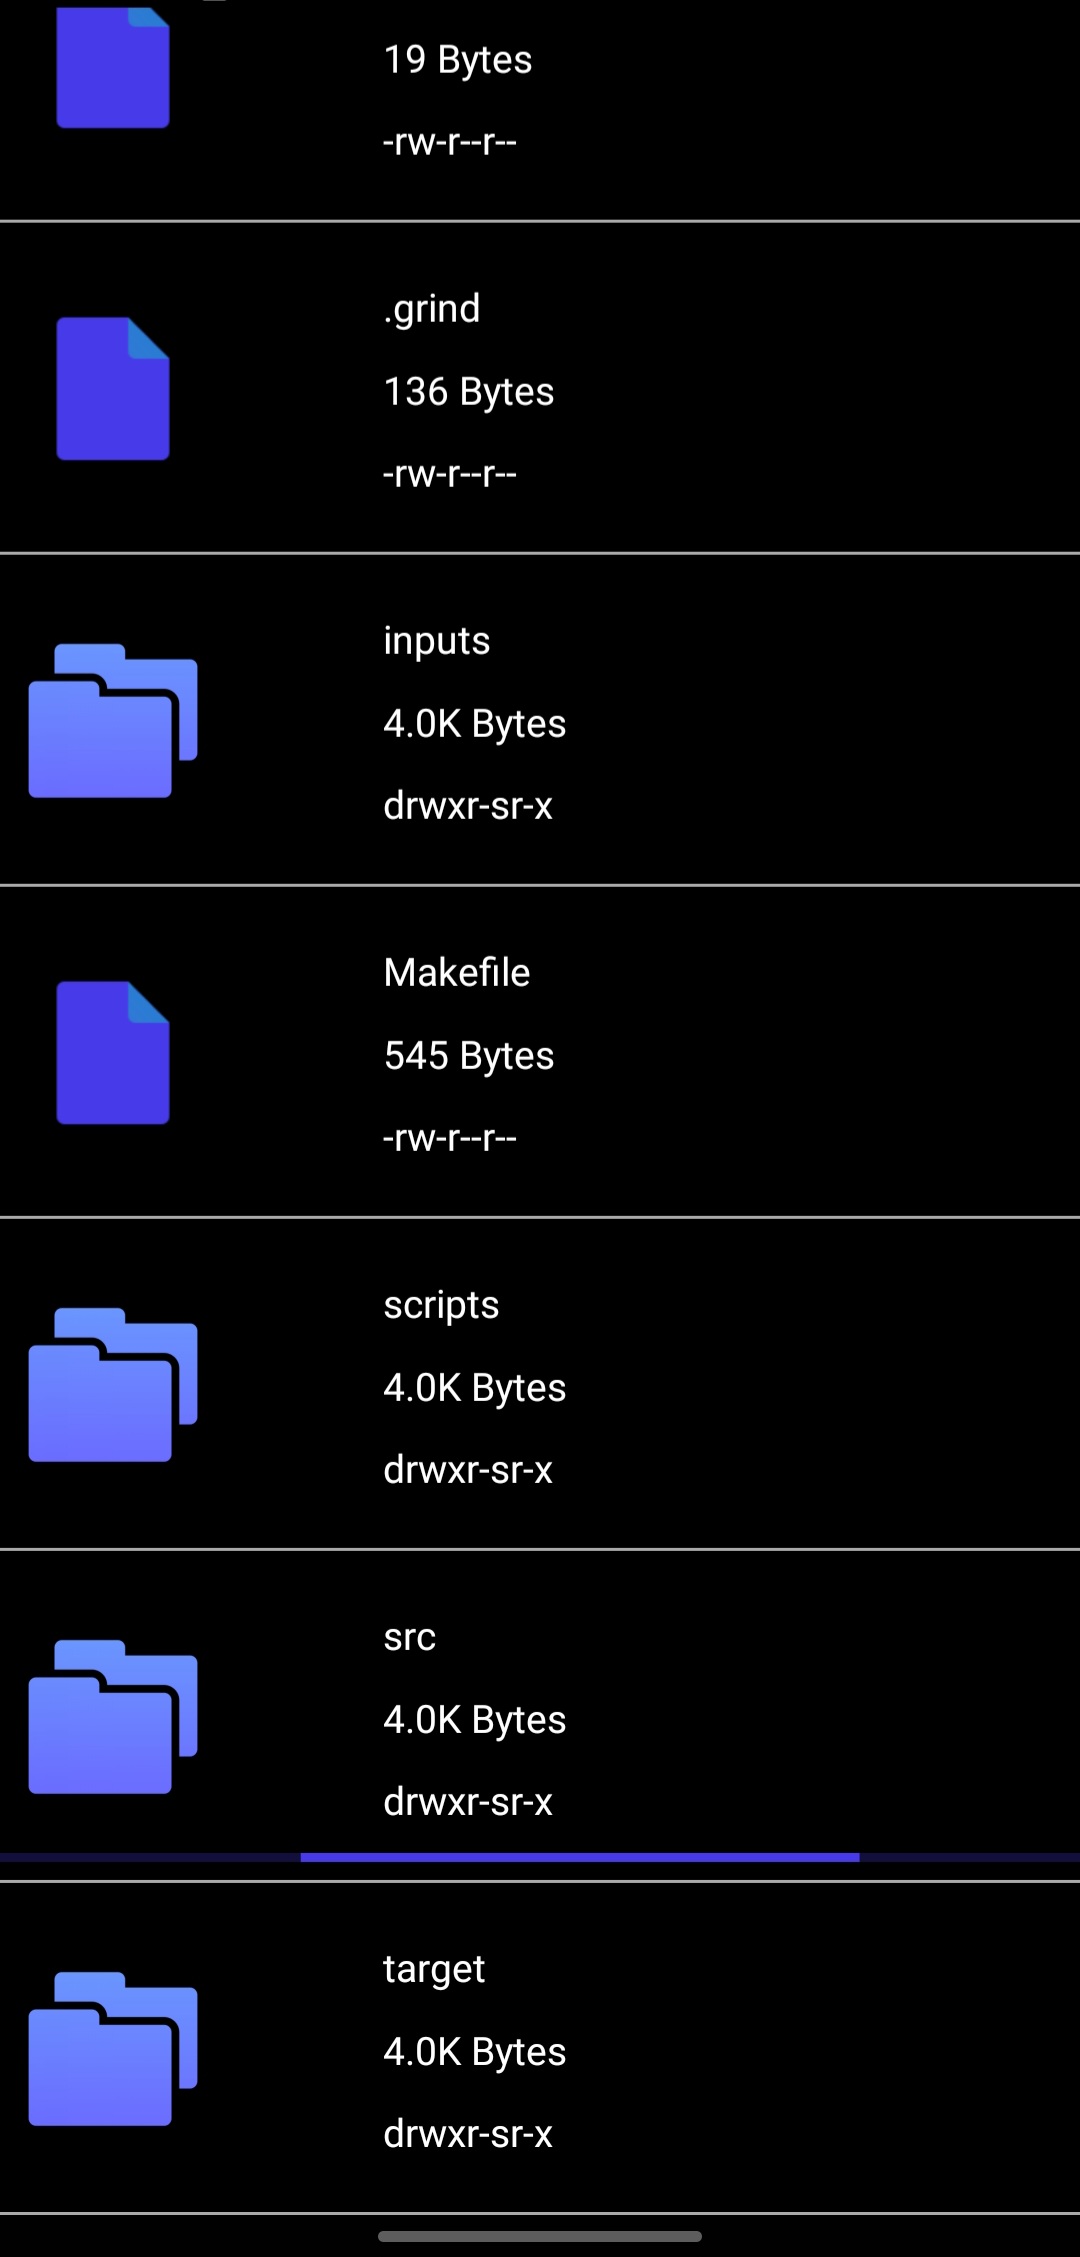 19 Bytes
-rw-r--r--
.grind
136 Bytes
-rw-r--r--
inputs
4.0K Bytes
drwxr-sr-x
Makefile
545 Bytes
-rw-r--r--
scripts
4.0K Bytes
drwxr-sr-x
src
4.0K Bytes
drwxr-sr-x
target
4.0K Bytes
drwxr-sr-x